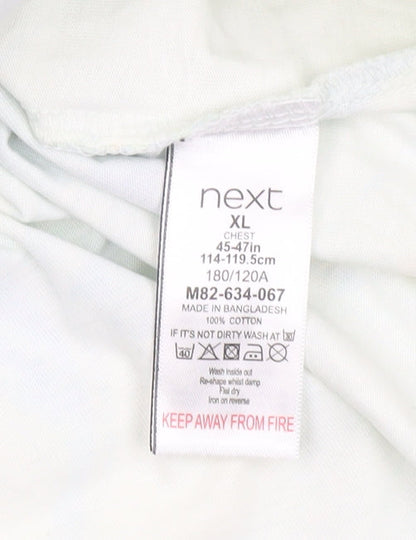 next
XL
CHEST
45-47in
114-119.5cm
180/120A
M82-634-067
MADE IN BANGLADESH
100% COTTON
IF IT'S NOT DIRTY WASH AT 30
40
Wash inside out
Re-shape whilst damp
Flat dry
Iron on reverse
KEEP AWAY FROM FIRE